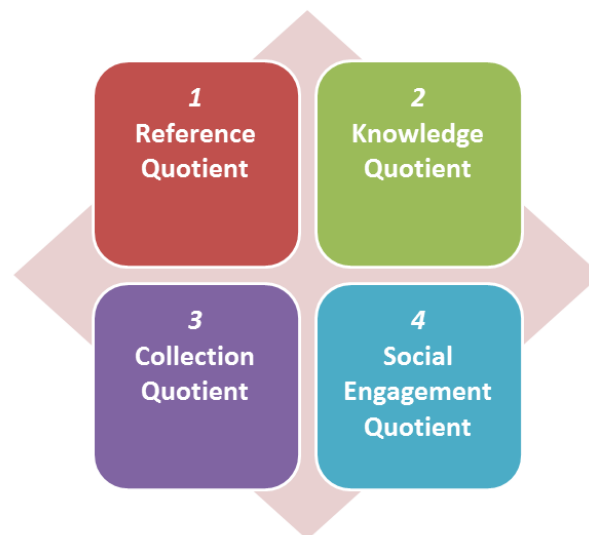 1
Reference
Quotient
2
Knowledge
Quotient
3
Collection
Quotient
4
Social
Engagement
Quotient